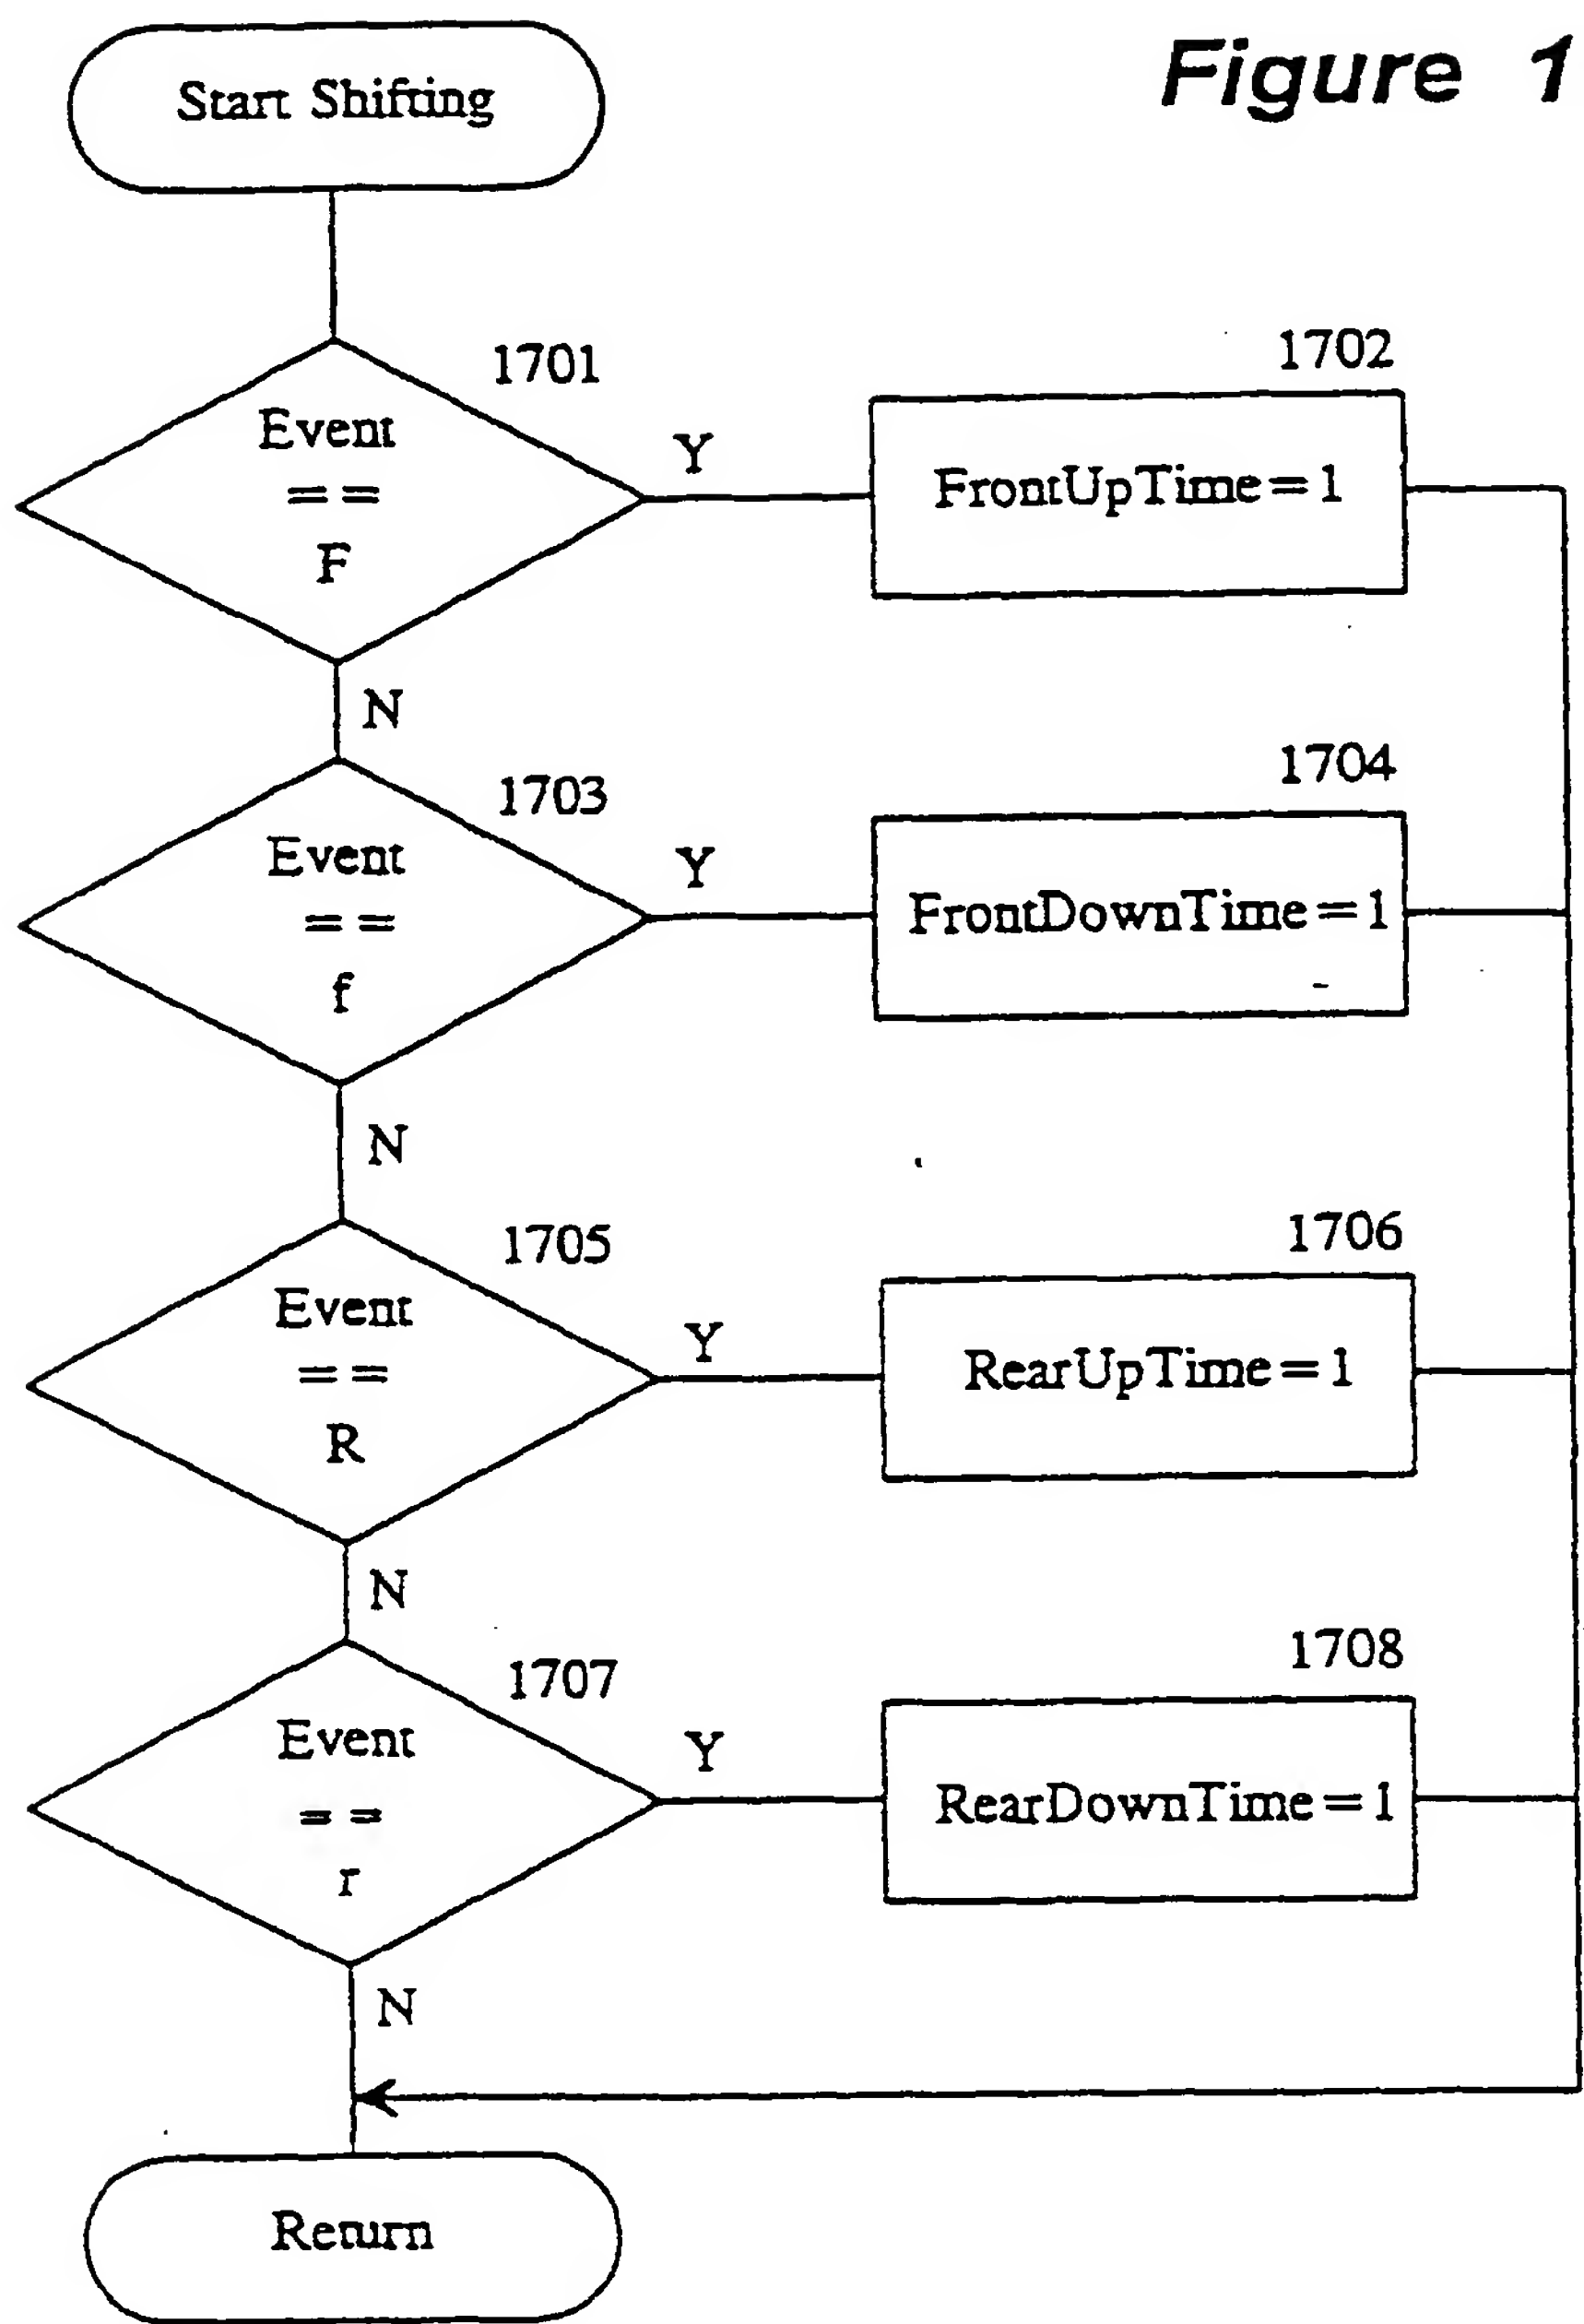 Figure 1
Start Shifting
1701
Event
==
F
Y
1702
FrontUpTime=1
N
1703
Event
==
f
Y
1704
FrontDownTime=1
N
1705
Event
==
R
Y
1706
RearUpTime=1
N
1707
Event
==
r
Y
1708
RearDownTime=1
N
Return